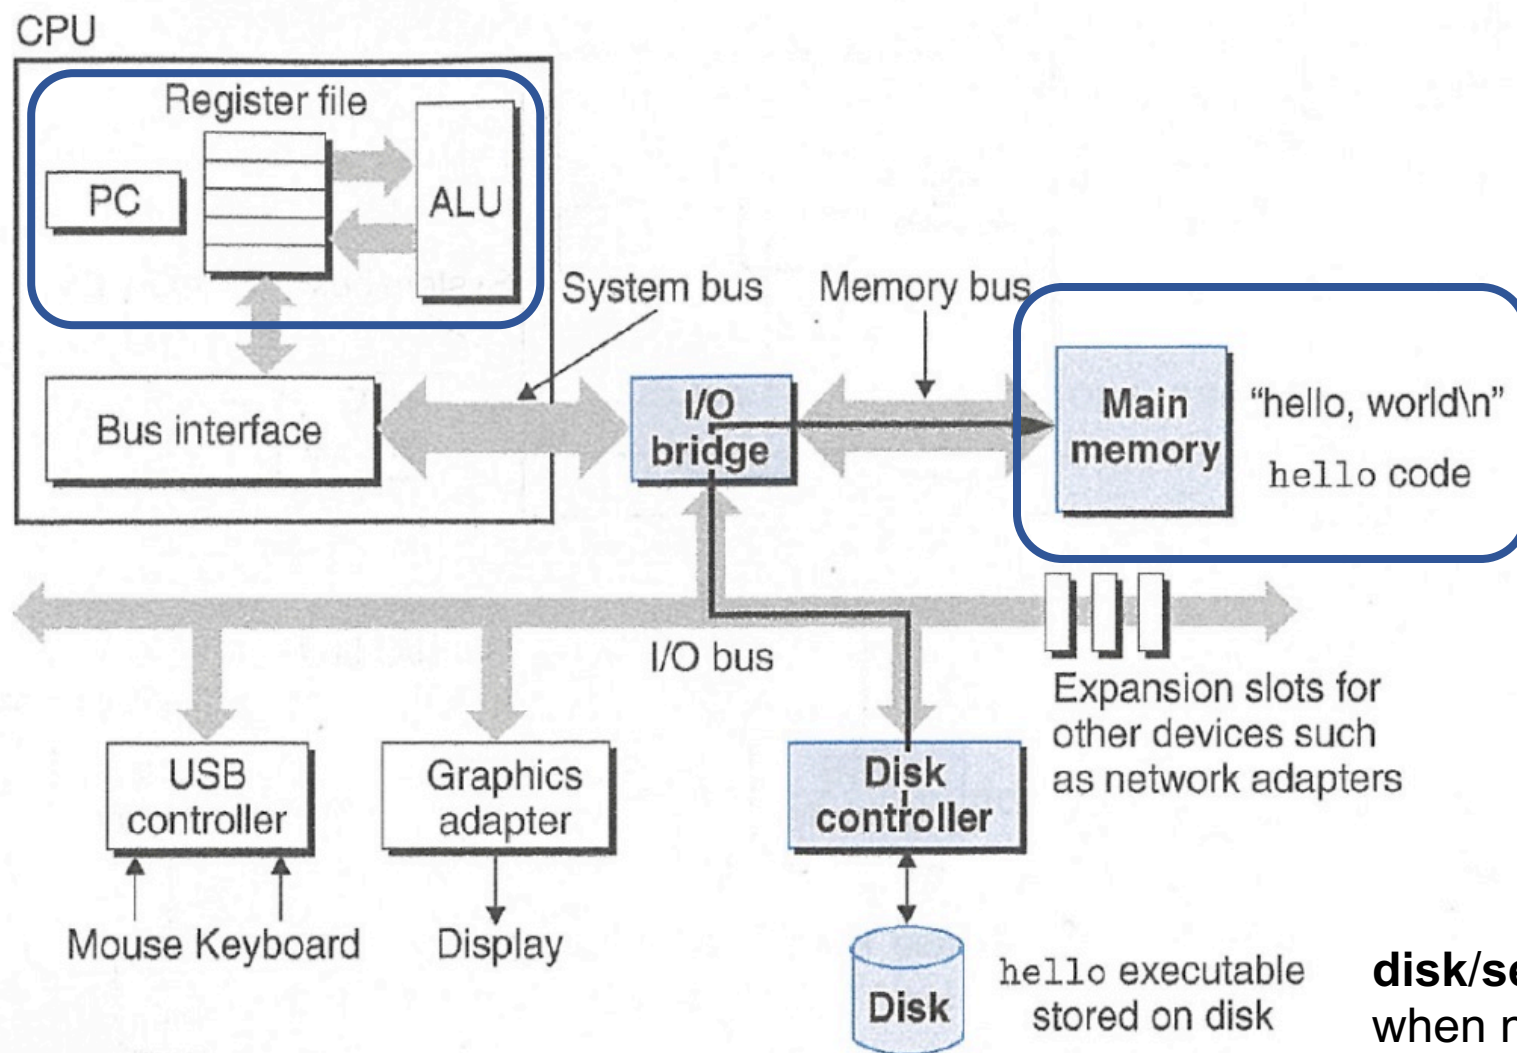 CPU
Register file
PC
ALU
System bus
Memory bus
Bus interface
I/O
bridge
Main
memory
"hello, world\n"
hello code
I/O bus
Expansion slots for
other devices such
as network adapters
USB
controller
Graphics
adapter
Disk
controller
Mouse Keyboard
Display
Disk
hello executable
stored on disk
disk/se
when n